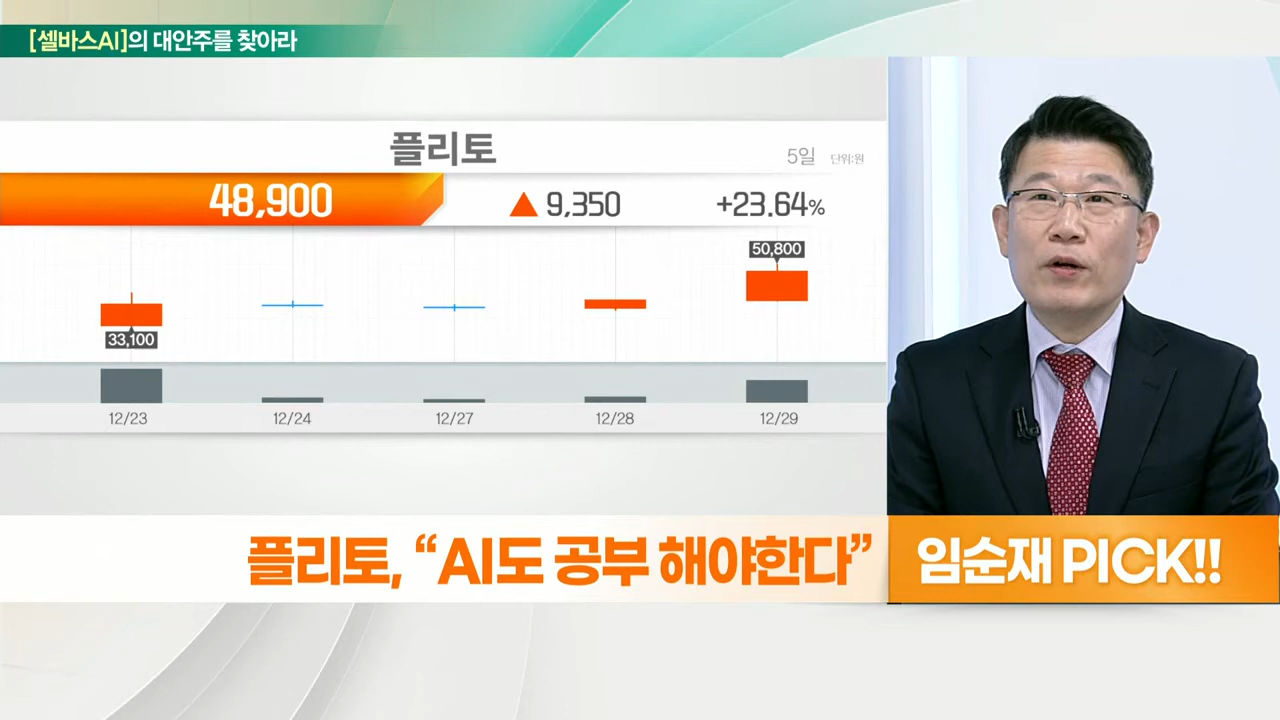 [셀바스AI]의 대안주를 찾아라
플리토
5일 단위:원
48,900 ▲ 9,350 +23.64%
50,800
33,100
12/23 12/24 12/27 12/28 12/29
플리토, “AI도 공부 해야한다”
임순재 PICK!!